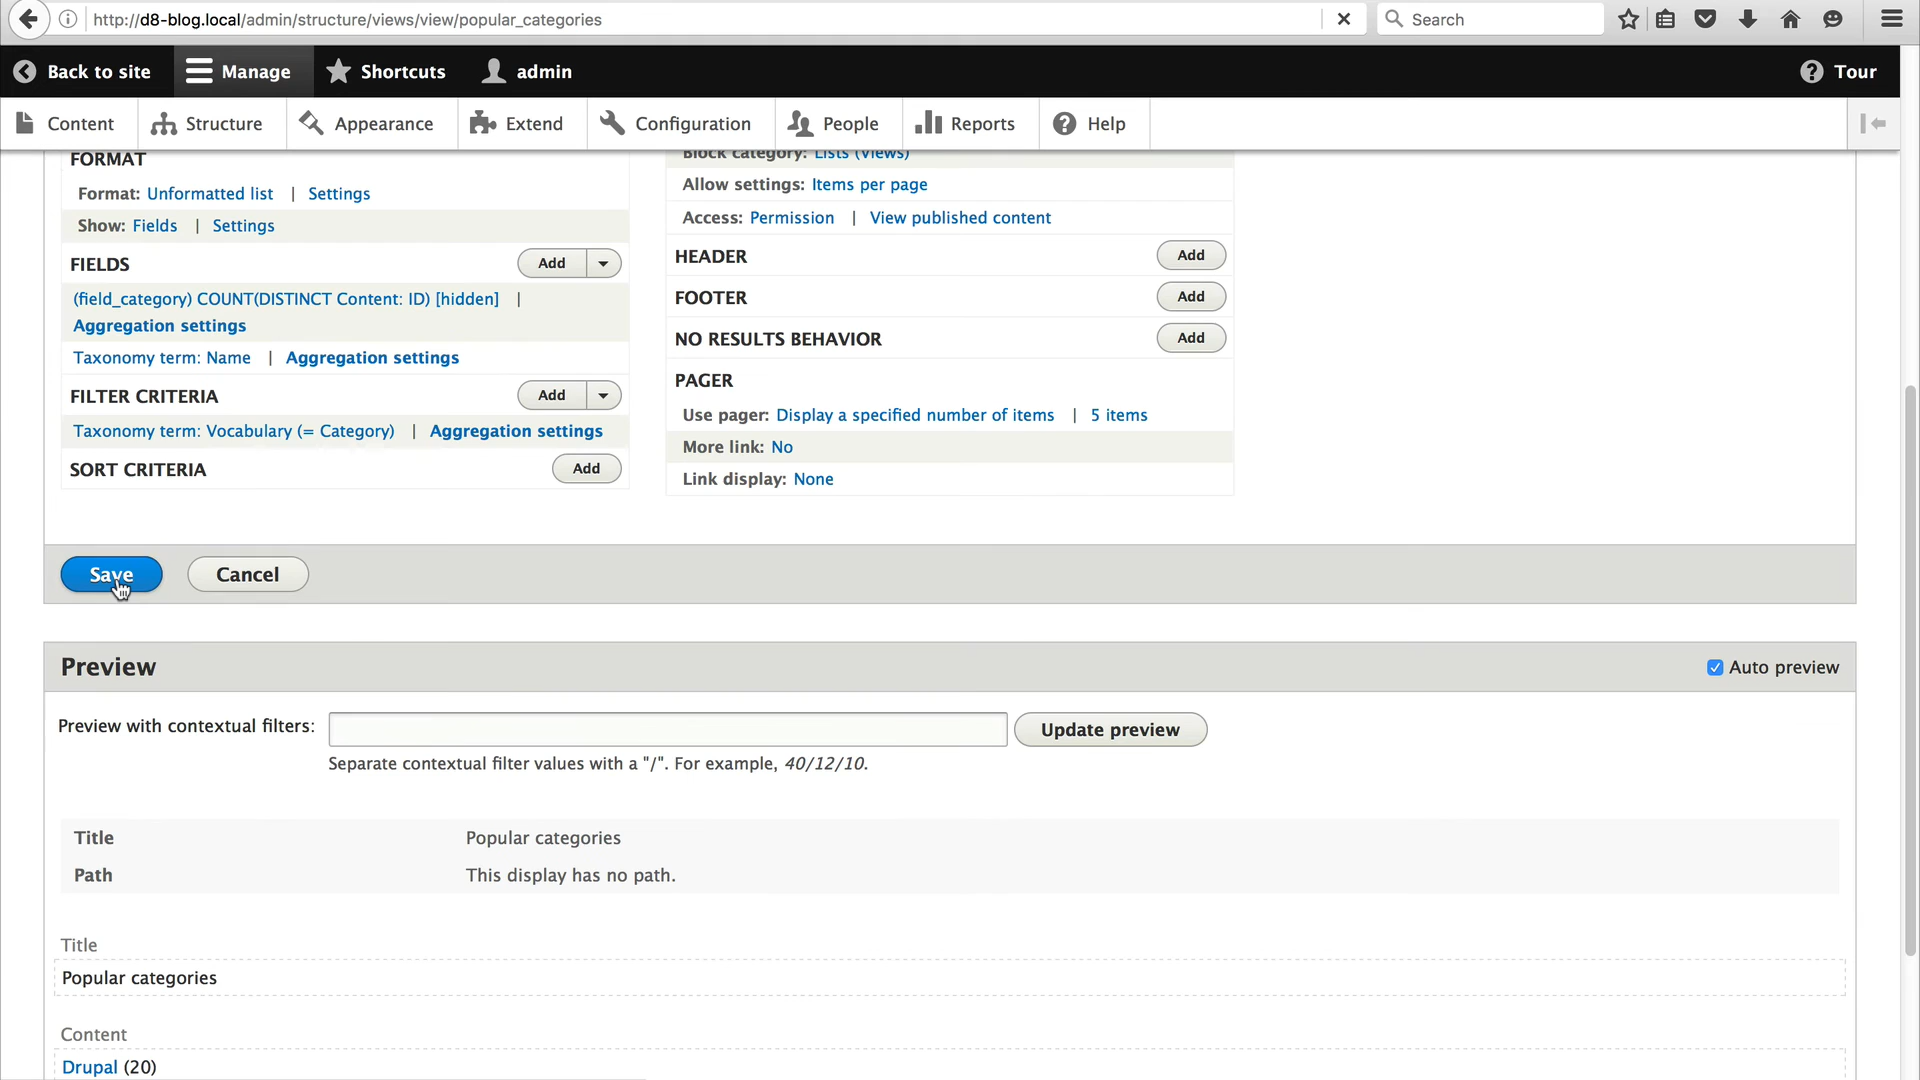 http://d8-blog.local/admin/structure/views/view/popular_categories
Search
Back to site
Manage
Shortcuts
admin
Tour
Content
Structure
Appearance
Extend
Configuration
People
Reports
Help
FORMAT
Format: Unformatted list | Settings
Show: Fields | Settings
FIELDS
Add
(field_category) COUNT(DISTINCT Content: ID) [hidden] |
Aggregation settings
Taxonomy term: Name | Aggregation settings
FILTER CRITERIA
Add
Taxonomy term: Vocabulary (= Category) | Aggregation settings
SORT CRITERIA
Add
Block category: Lists (Views)
Allow settings: Items per page
Access: Permission | View published content
HEADER
Add
FOOTER
Add
NO RESULTS BEHAVIOR
Add
PAGER
Use pager: Display a specified number of items | 5 items
More link: No
Link display: None
Save
Cancel
Preview
Auto preview
Preview with contextual filters:
Update preview
Separate contextual filter values with a "/". For example, 40/12/10.
Title Popular categories
Path This display has no path.
Title
Popular categories
Content
Drupal (20)